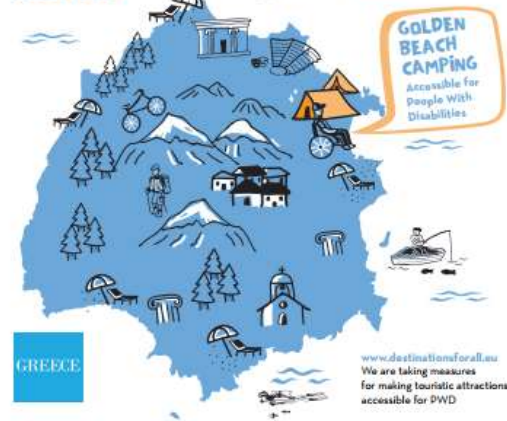 GOLDEN
BEACH
CAMPING
Accessible for
People With
Disabilities
GREECE
www.destinationsforall.eu
We are taking measures
for making touristic attractions
accessible for PWD